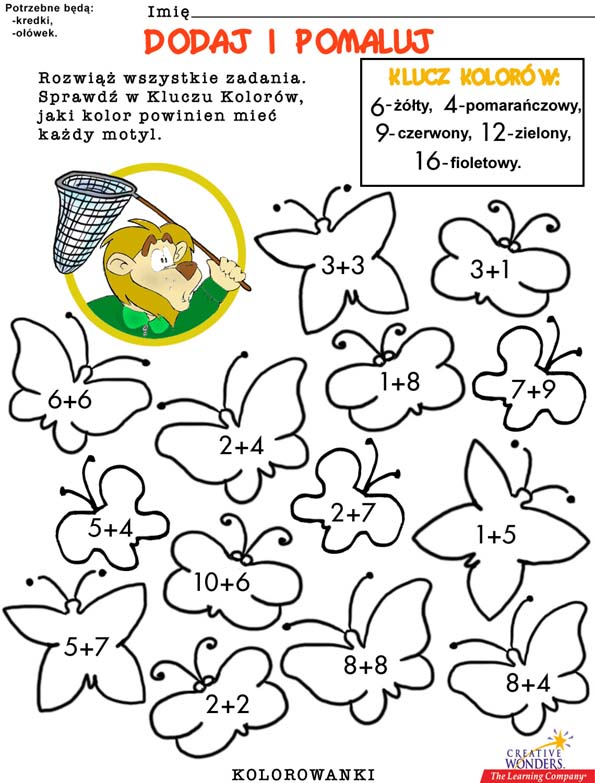 Potrzebne będą:
-kredki,
-ołówek.
Imię
DODAJ I POMALUJ
Rozwiąż wszystkie zadania.
Sprawdź w Kluczu Kolorów,
jaki kolor powinien mieć
każdy motyl.
KLUCZ KOLORÓW:
6-żółty, 4-pomarańczowy,
9-czerwony, 12-zielony,
16-fioletowy.
3+3
3+1
6+6
2+4
1+8
7+9
5+4
2+7
1+5
10+6
5+7
2+2
8+8
8+4
CREATIVE
WONDERS.
The Learning Company®
KOLOROWANKI